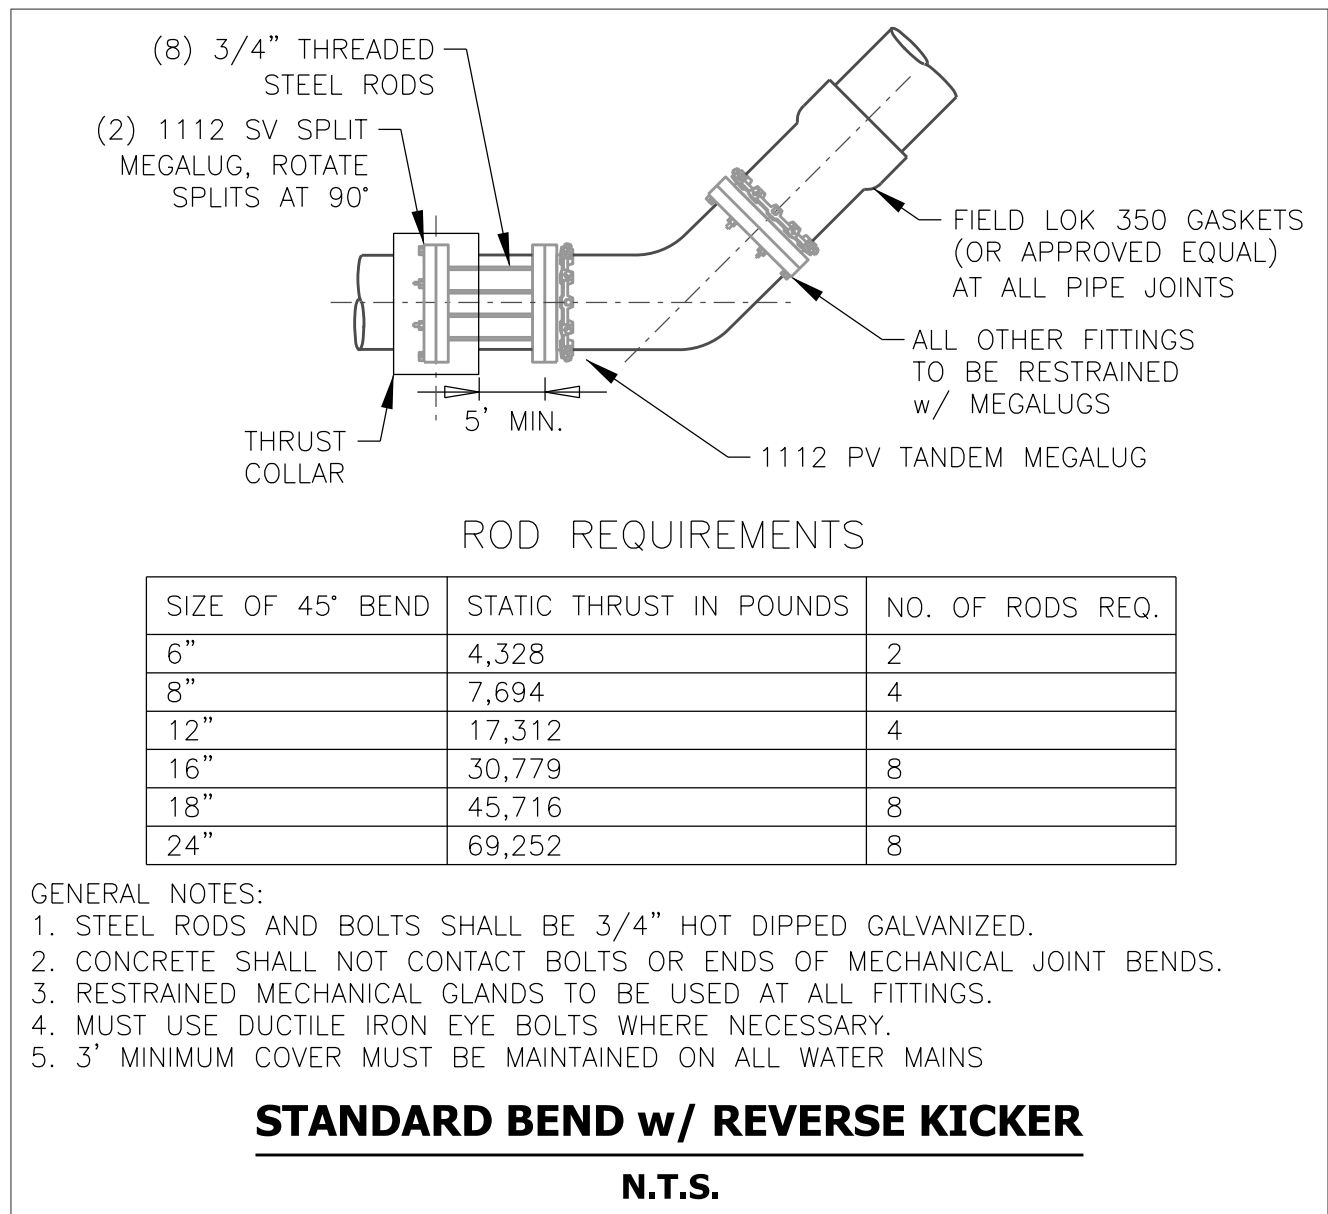 (8) 3/4" THREADED
STEEL RODS
(2) 1112 SV SPLIT
MEGALUG, ROTATE
SPLITS AT 90°
FIELD LOK 350 GASKETS
(OR APPROVED EQUAL)
AT ALL PIPE JOINTS
ALL OTHER FITTINGS
TO BE RESTRAINED
w/ MEGALUGS
5' MIN.
THRUST
COLLAR
1112 PV TANDEM MEGALUG
ROD REQUIREMENTS
SIZE OF 45° BEND STATIC THRUST IN POUNDS NO. OF RODS REQ.
6" 4,328 2
8" 7,694 4
12" 17,312 4
16" 30,779 8
18" 45,716 8
24" 69,252 8
GENERAL NOTES:
1. STEEL RODS AND BOLTS SHALL BE 3/4" HOT DIPPED GALVANIZED.
2. CONCRETE SHALL NOT CONTACT BOLTS OR ENDS OF MECHANICAL JOINT BENDS.
3. RESTRAINED MECHANICAL GLANDS TO BE USED AT ALL FITTINGS.
4. MUST USE DUCTILE IRON EYE BOLTS WHERE NECESSARY.
5. 3' MINIMUM COVER MUST BE MAINTAINED ON ALL WATER MAINS
STANDARD BEND w/ REVERSE KICKER
N.T.S.